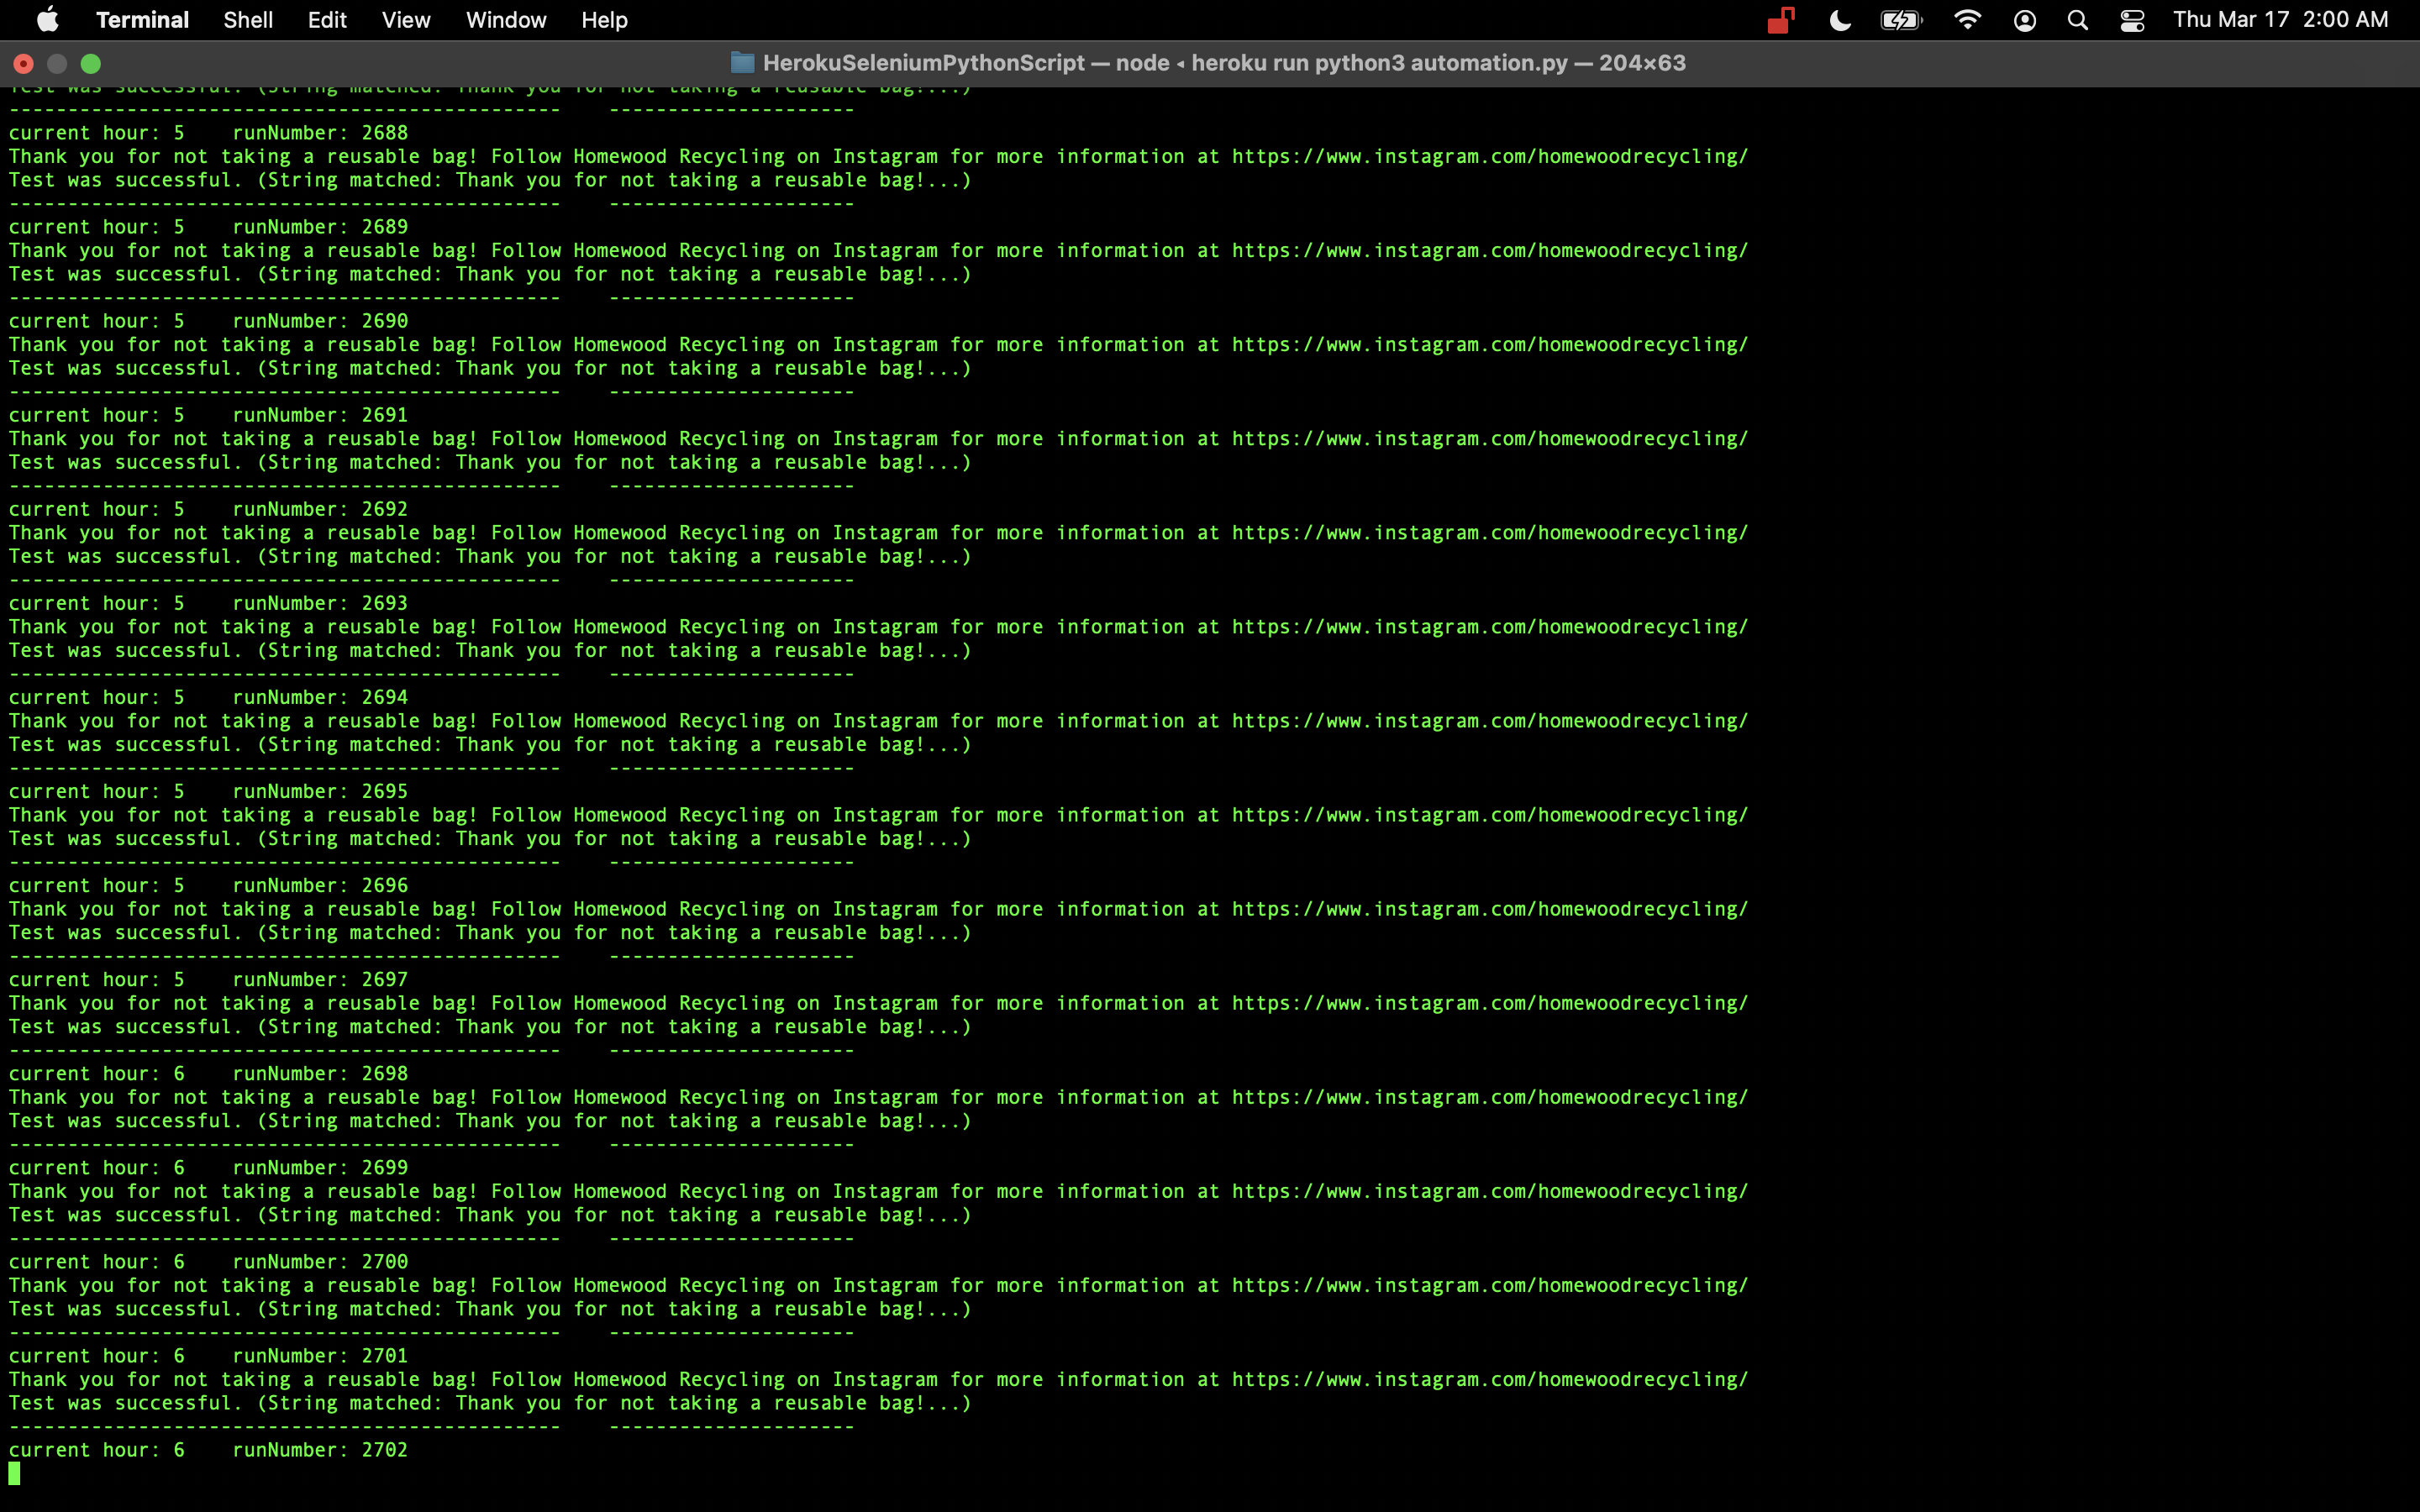 Terminal Shell Edit View Window Help Thu Mar 17 2:00 AM
HerokuSeleniumPythonScript — node ◂ heroku run python3 automation.py — 204×63
Test was successful. (String matched: Thank you for not taking a reusable bag!...)
----------------------------------------------- ---------------------
current hour: 5 runNumber: 2688
Thank you for not taking a reusable bag! Follow Homewood Recycling on Instagram for more information at https://www.instagram.com/homewoodrecycling/
Test was successful. (String matched: Thank you for not taking a reusable bag!...)
----------------------------------------------- ---------------------
current hour: 5 runNumber: 2689
Thank you for not taking a reusable bag! Follow Homewood Recycling on Instagram for more information at https://www.instagram.com/homewoodrecycling/
Test was successful. (String matched: Thank you for not taking a reusable bag!...)
----------------------------------------------- ---------------------
current hour: 5 runNumber: 2690
Thank you for not taking a reusable bag! Follow Homewood Recycling on Instagram for more information at https://www.instagram.com/homewoodrecycling/
Test was successful. (String matched: Thank you for not taking a reusable bag!...)
----------------------------------------------- ---------------------
current hour: 5 runNumber: 2691
Thank you for not taking a reusable bag! Follow Homewood Recycling on Instagram for more information at https://www.instagram.com/homewoodrecycling/
Test was successful. (String matched: Thank you for not taking a reusable bag!...)
----------------------------------------------- ---------------------
current hour: 5 runNumber: 2692
Thank you for not taking a reusable bag! Follow Homewood Recycling on Instagram for more information at https://www.instagram.com/homewoodrecycling/
Test was successful. (String matched: Thank you for not taking a reusable bag!...)
----------------------------------------------- ---------------------
current hour: 5 runNumber: 2693
Thank you for not taking a reusable bag! Follow Homewood Recycling on Instagram for more information at https://www.instagram.com/homewoodrecycling/
Test was successful. (String matched: Thank you for not taking a reusable bag!...)
----------------------------------------------- ---------------------
current hour: 5 runNumber: 2694
Thank you for not taking a reusable bag! Follow Homewood Recycling on Instagram for more information at https://www.instagram.com/homewoodrecycling/
Test was successful. (String matched: Thank you for not taking a reusable bag!...)
----------------------------------------------- ---------------------
current hour: 5 runNumber: 2695
Thank you for not taking a reusable bag! Follow Homewood Recycling on Instagram for more information at https://www.instagram.com/homewoodrecycling/
Test was successful. (String matched: Thank you for not taking a reusable bag!...)
----------------------------------------------- ---------------------
current hour: 5 runNumber: 2696
Thank you for not taking a reusable bag! Follow Homewood Recycling on Instagram for more information at https://www.instagram.com/homewoodrecycling/
Test was successful. (String matched: Thank you for not taking a reusable bag!...)
----------------------------------------------- ---------------------
current hour: 5 runNumber: 2697
Thank you for not taking a reusable bag! Follow Homewood Recycling on Instagram for more information at https://www.instagram.com/homewoodrecycling/
Test was successful. (String matched: Thank you for not taking a reusable bag!...)
----------------------------------------------- ---------------------
current hour: 6 runNumber: 2698
Thank you for not taking a reusable bag! Follow Homewood Recycling on Instagram for more information at https://www.instagram.com/homewoodrecycling/
Test was successful. (String matched: Thank you for not taking a reusable bag!...)
----------------------------------------------- ---------------------
current hour: 6 runNumber: 2699
Thank you for not taking a reusable bag! Follow Homewood Recycling on Instagram for more information at https://www.instagram.com/homewoodrecycling/
Test was successful. (String matched: Thank you for not taking a reusable bag!...)
----------------------------------------------- ---------------------
current hour: 6 runNumber: 2700
Thank you for not taking a reusable bag! Follow Homewood Recycling on Instagram for more information at https://www.instagram.com/homewoodrecycling/
Test was successful. (String matched: Thank you for not taking a reusable bag!...)
----------------------------------------------- ---------------------
current hour: 6 runNumber: 2701
Thank you for not taking a reusable bag! Follow Homewood Recycling on Instagram for more information at https://www.instagram.com/homewoodrecycling/
Test was successful. (String matched: Thank you for not taking a reusable bag!...)
----------------------------------------------- ---------------------
current hour: 6 runNumber: 2702